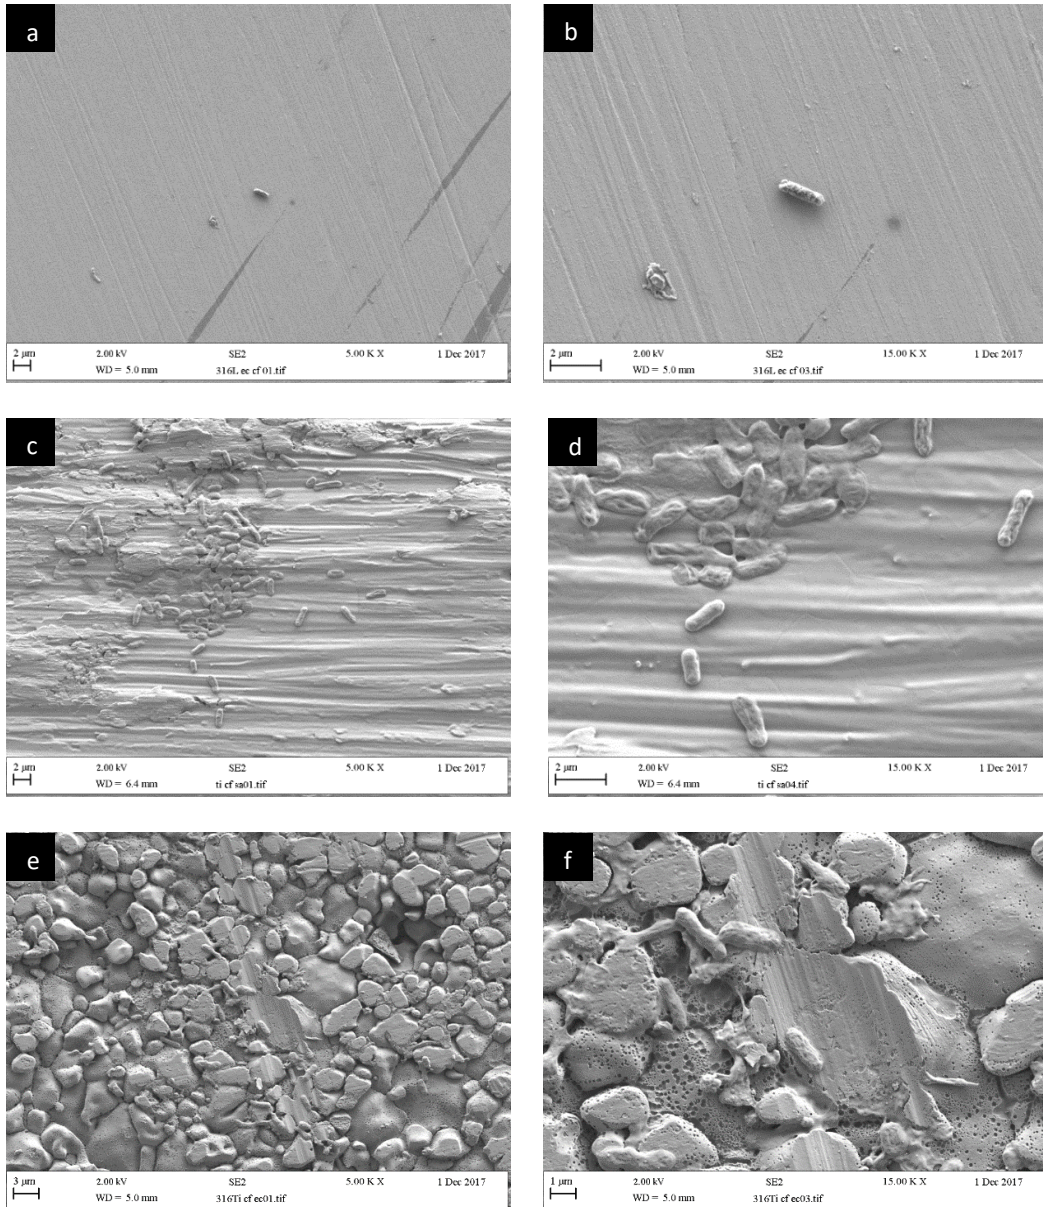 a
b
2 μm 2.00 kV SE2 5.00 K X 1 Dec 2017
WD = 5.0 mm 316L ec cf 01.tif
2 μm 2.00 kV SE2 15.00 K X 1 Dec 2017
WD = 5.0 mm 316L ec cf 03.tif
c
d
2 μm 2.00 kV SE2 5.00 K X 1 Dec 2017
WD = 6.4 mm ti cf sa01.tif
2 μm 2.00 kV SE2 15.00 K X 1 Dec 2017
WD = 6.4 mm ti cf sa04.tif
e
f
3 μm 2.00 kV SE2 5.00 K X 1 Dec 2017
WD = 5.0 mm 316Ti cf ec01.tif
1 μm 2.00 kV SE2 15.00 K X 1 Dec 2017
WD = 5.0 mm 316Ti cf ec03.tif